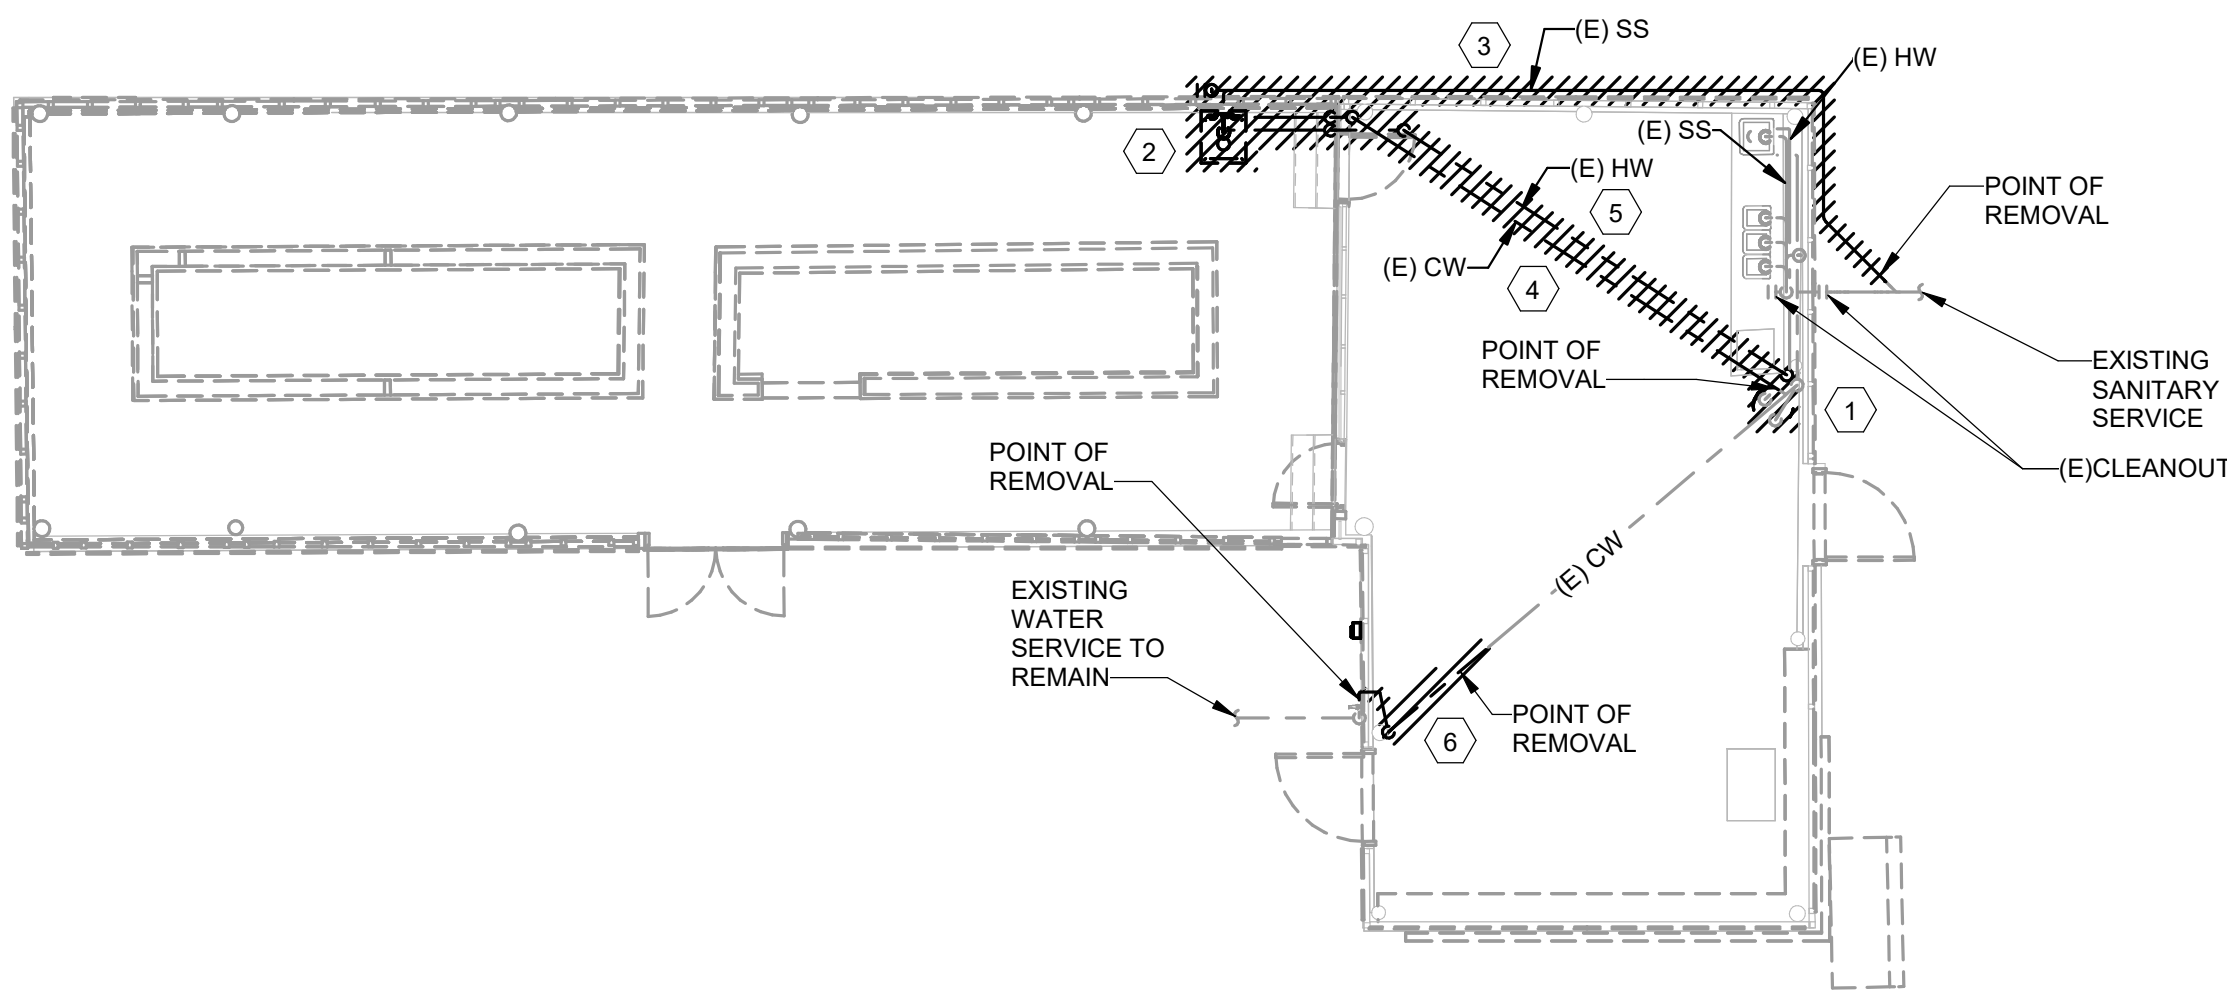 3
(E) SS
(E) HW
2
(E) SS
(E) HW
5
POINT OF
REMOVAL
(E) CW
4
POINT OF
REMOVAL
EXISTING
SANITARY
SERVICE
1
(E)CLEANOUT
POINT OF
REMOVAL
(E) CW
EXISTING
WATER
SERVICE TO
REMAIN
6
POINT OF
REMOVAL